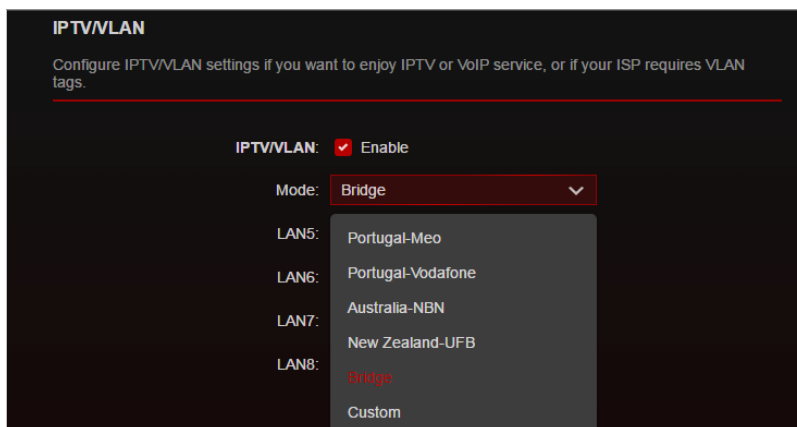 IPTV/VLAN
Configure IPTV/VLAN settings if you want to enjoy IPTV or VoIP service, or if your ISP requires VLAN
tags.
IPTV/VLAN: Enable
Mode: Bridge
LAN5: Portugal-Meo
LAN6: Portugal-Vodafone
Australia-NBN
LAN7: New Zealand-UFB
LAN8: Bridge
Custom